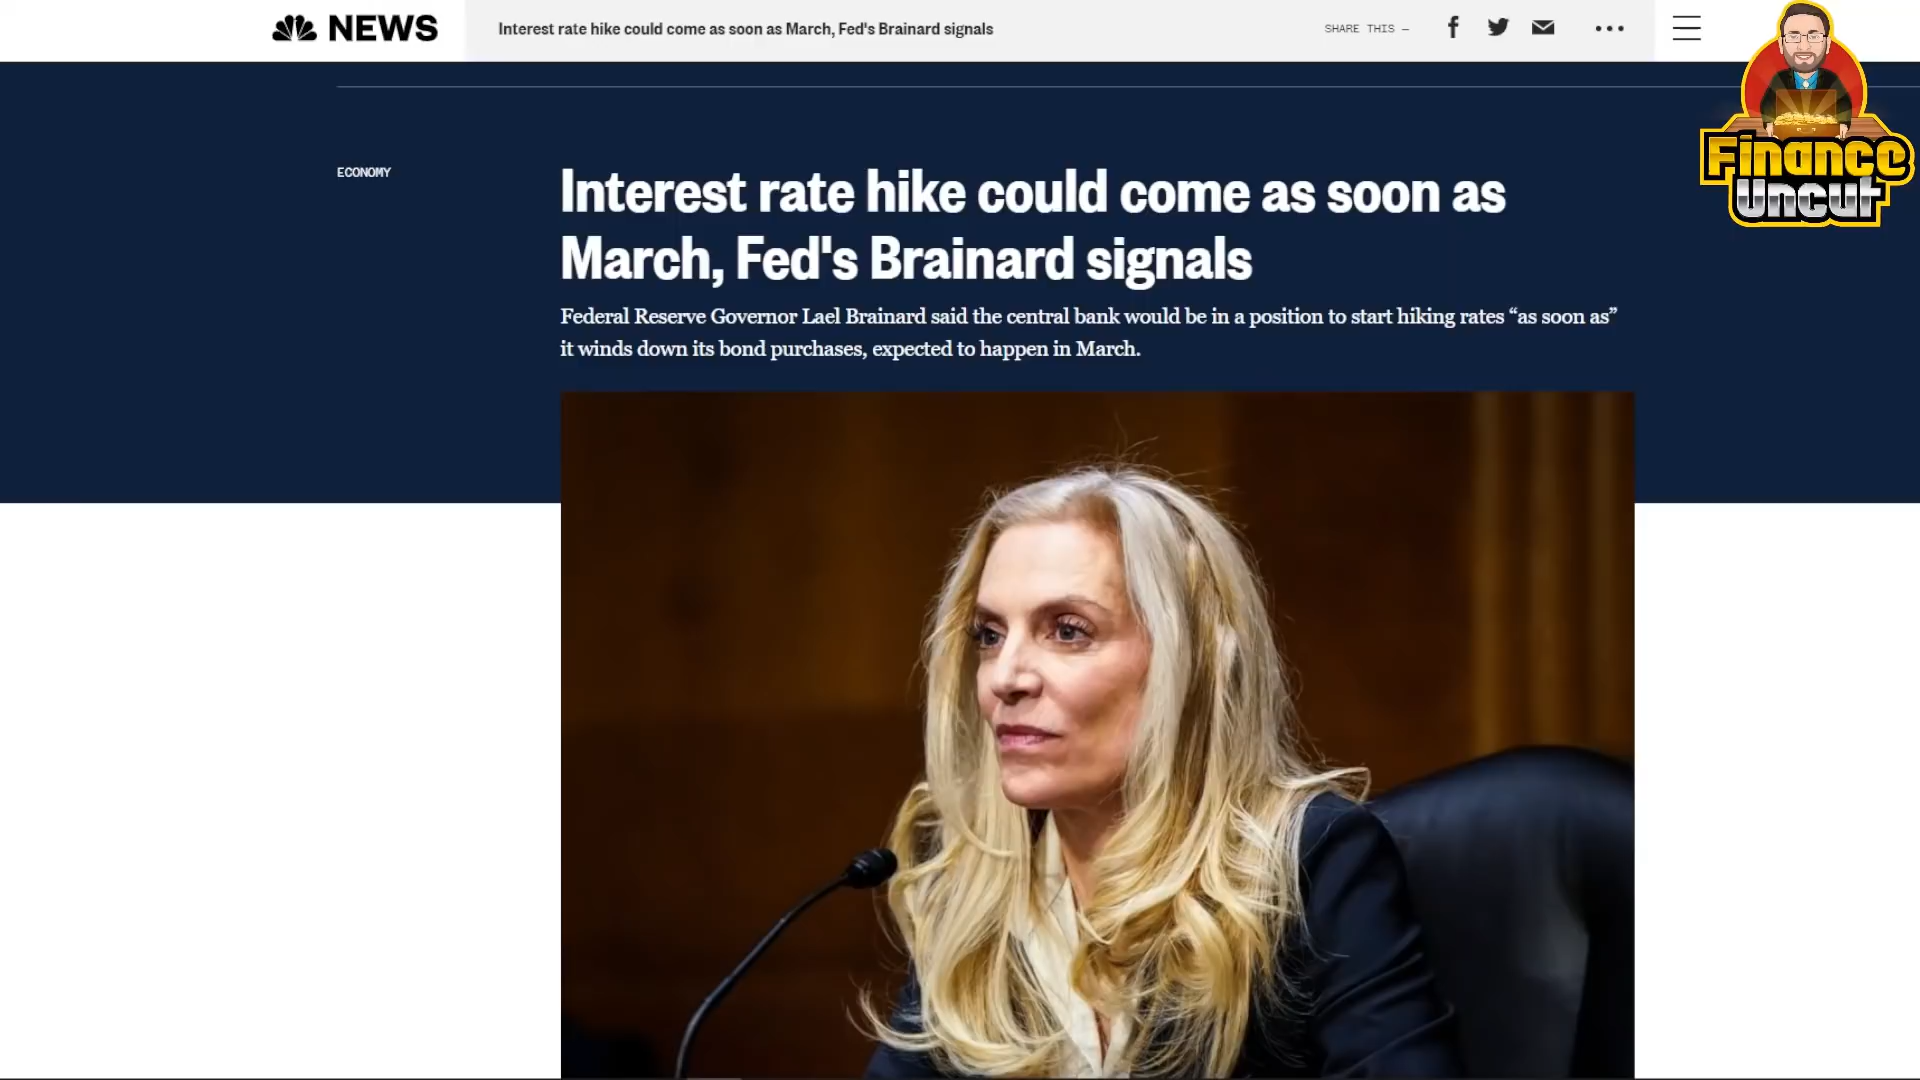 NEWS
Interest rate hike could come as soon as March, Fed's Brainard signals
SHARE THIS –
Finance
Uncut
ECONOMY
Interest rate hike could come as soon as
March, Fed's Brainard signals
Federal Reserve Governor Lael Brainard said the central bank would be in a position to start hiking rates “as soon as”
it winds down its bond purchases, expected to happen in March.